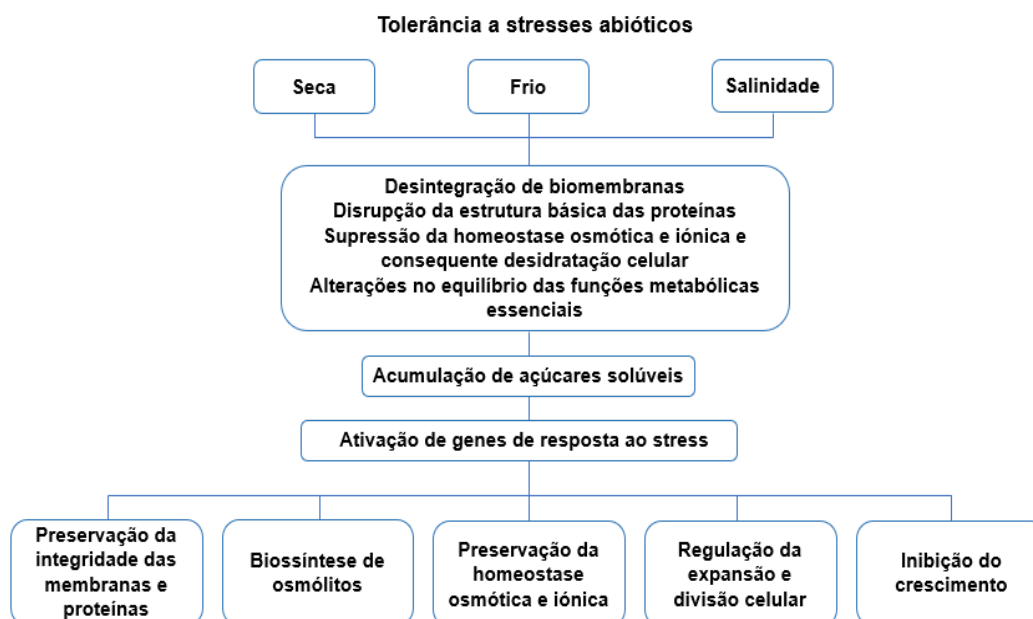 Tolerância a stresses abióticos
Seca
Frio
Salinidade
Desintegração de biomembranas
Disrupção da estrutura básica das proteínas
Supressão da homeostase osmótica e iónica e
consequente desidratação celular
Alterações no equilíbrio das funções metabólicas
essenciais
Acumulação de açúcares solúveis
Ativação de genes de resposta ao stress
Preservação da
integridade das
membranas e
proteínas
Biossíntese de
osmólitos
Preservação da
homeostase
osmótica e iónica
Regulação da
expansão e
divisão celular
Inibição do
crescimento